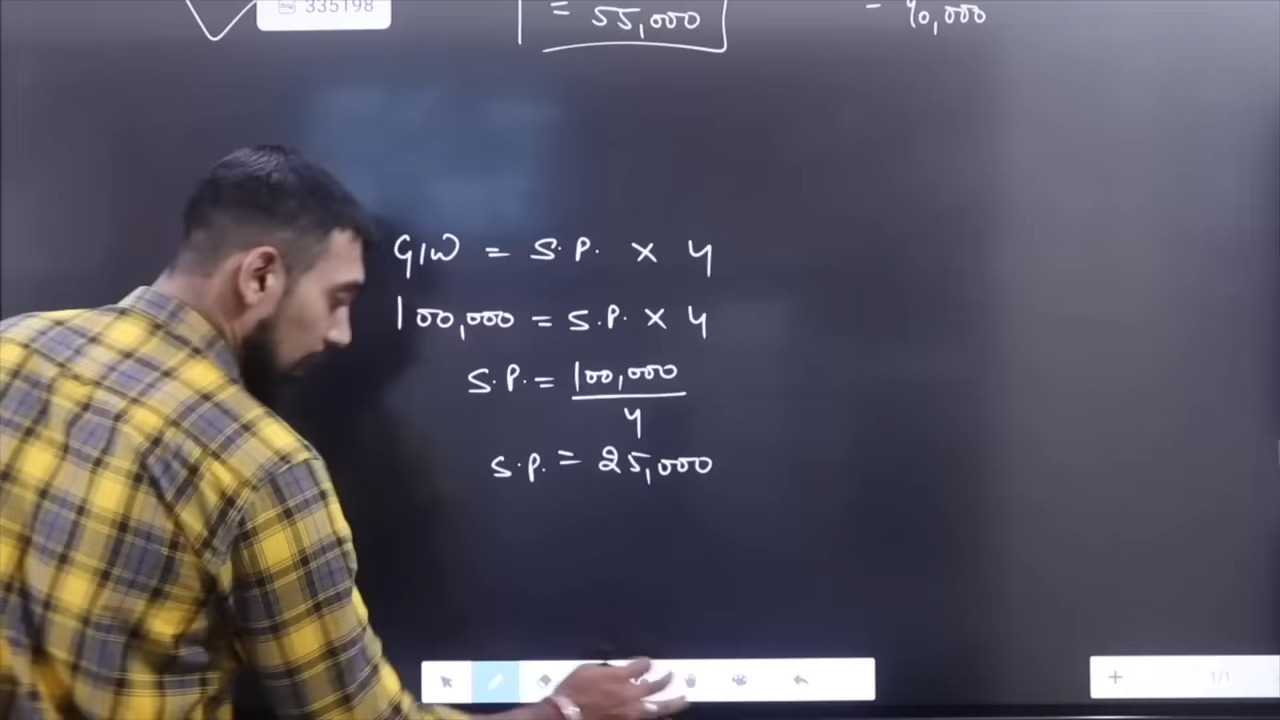 335198
= 55,000
- 40,000
G/W = S.P. × 4
100,000 = S.P. × 4
S.P. = 100,000
4
S.P. = 25,000
1/1